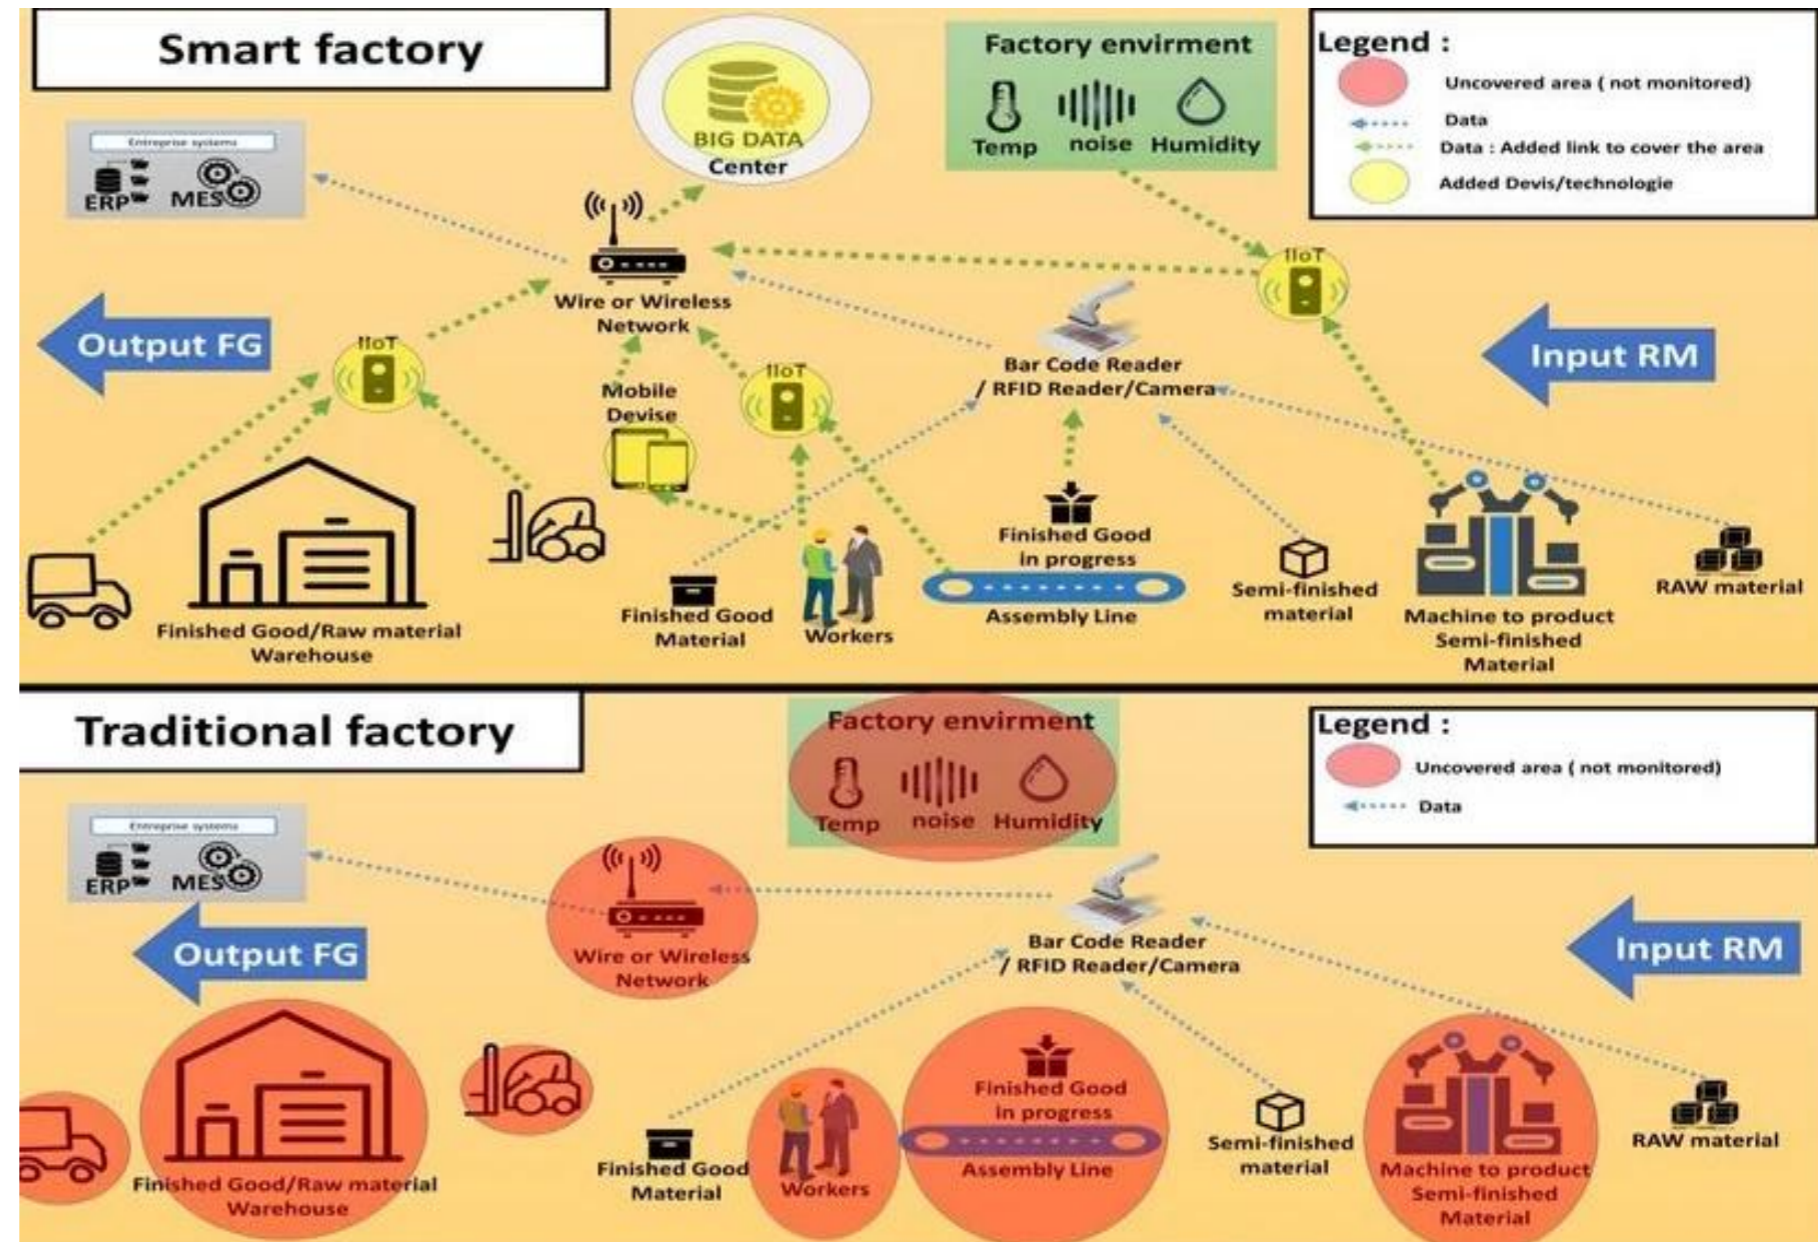 Smart factory
Factory envirment
Temp
noise
Humidity
Legend :
Uncovered area ( not monitored)
Data
Data : Added link to cover the area
Added Devis/technologie
BIG DATA
Center
Entreprise systems
ERP
MES
Wire or Wireless
Network
IIoT
Output FG
IIoT
Mobile
Devise
IIoT
Bar Code Reader
/ RFID Reader/Camera
Input RM
Finished Good/Raw material
Warehouse
Finished Good
Material
Workers
Finished Good
in progress
Assembly Line
Semi-finished
material
Machine to product
Semi-finished
Material
RAW material
Traditional factory
Factory envirment
Temp
noise
Humidity
Legend :
Uncovered area ( not monitored)
Data
Entreprise systems
ERP
MES
Output FG
Wire or Wireless
Network
Bar Code Reader
/ RFID Reader/Camera
Input RM
Finished Good/Raw material
Warehouse
Finished Good
Material
Workers
Finished Good
in progress
Assembly Line
Semi-finished
material
Machine to product
Semi-finished
Material
RAW material